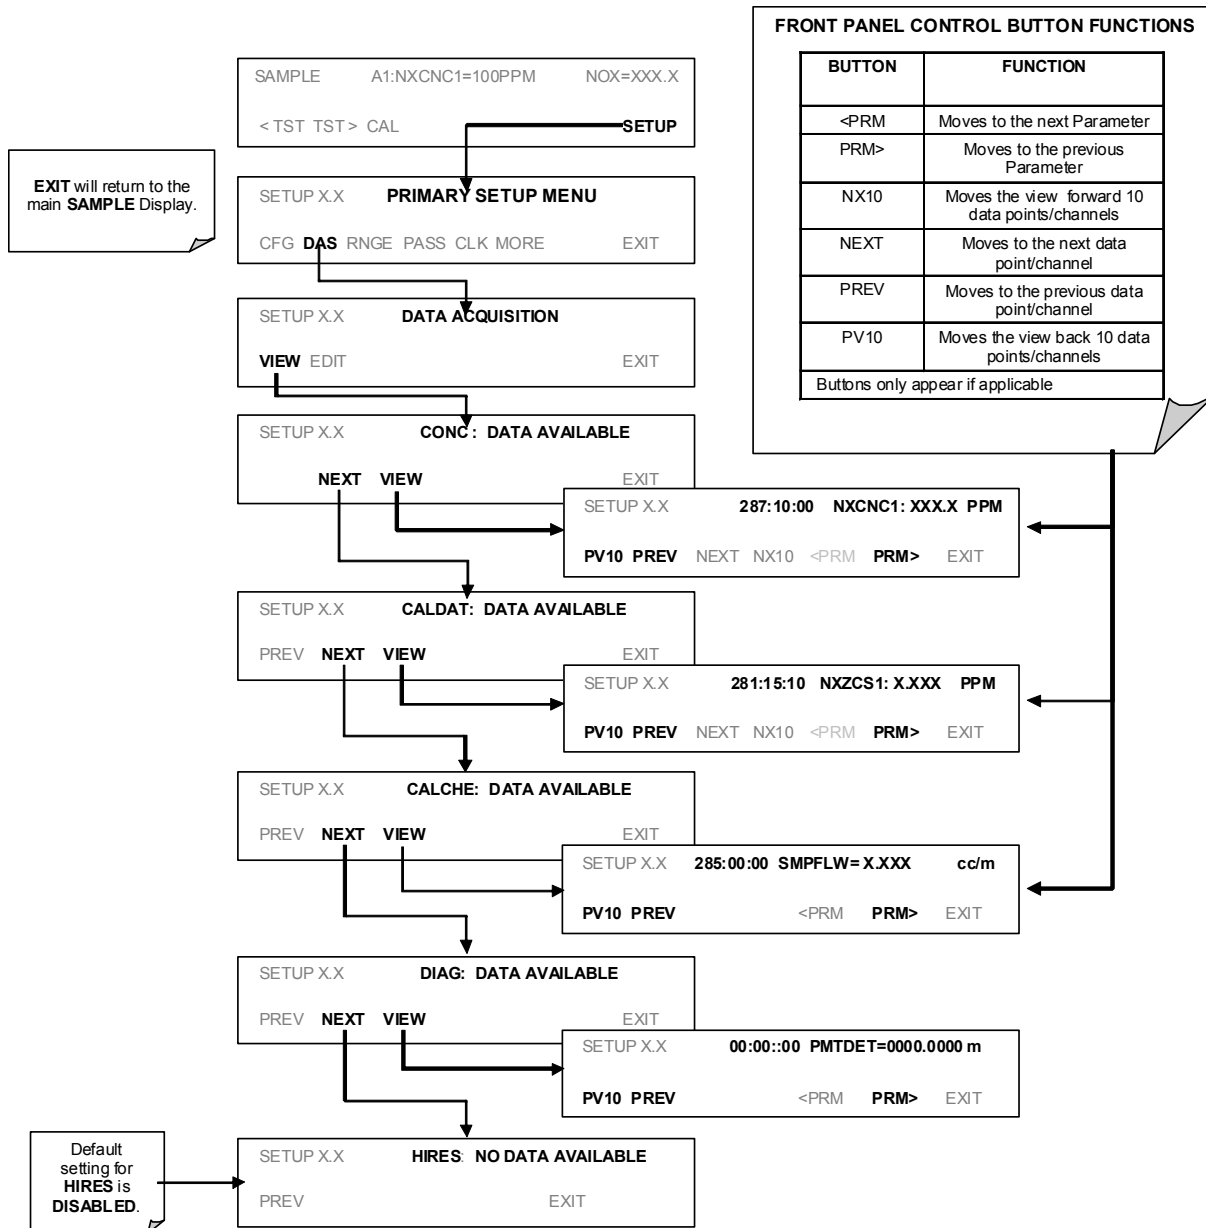 FRONT PANEL CONTROL BUTTON FUNCTIONS
BUTTON FUNCTION
<PRM Moves to the next Parameter
PRM> Moves to the previous
Parameter
NX10 Moves the view forward 10
data points/channels
NEXT Moves to the next data
point/channel
PREV Moves to the previous data
point/channel
PV10 Moves the view back 10 data
points/channels
Buttons only appear if applicable
SAMPLE A1:NXCNC1=100PPM NOX=XXX.X
< TST TST > CAL SETUP
EXIT will return to the
main SAMPLE Display.
SETUP X.X PRIMARY SETUP MENU
CFG DAS RNGE PASS CLK MORE EXIT
SETUP X.X DATA ACQUISITION
VIEW EDIT EXIT
SETUP X.X CONC : DATA AVAILABLE
NEXT VIEW EXIT
SETUP X.X 287:10:00 NXCNC1: XXX.X PPM
PV10 PREV NEXT NX10 <PRM PRM> EXIT
SETUP X.X CALDAT: DATA AVAILABLE
PREV NEXT VIEW EXIT
SETUP X.X 281:15:10 NXZCS1: X.XXX PPM
PV10 PREV NEXT NX10 <PRM PRM> EXIT
SETUP X.X CALCHE: DATA AVAILABLE
PREV NEXT VIEW EXIT
SETUP X.X 285:00:00 SMPFLW= X.XXX cc/m
PV10 PREV <PRM PRM> EXIT
SETUP X.X DIAG: DATA AVAILABLE
PREV NEXT VIEW EXIT
SETUP X.X 00:00::00 PMTDET=0000.0000 m
PV10 PREV <PRM PRM> EXIT
Default
setting for
HIRES is
DISABLED.
SETUP X.X HIRES: NO DATA AVAILABLE
PREV EXIT